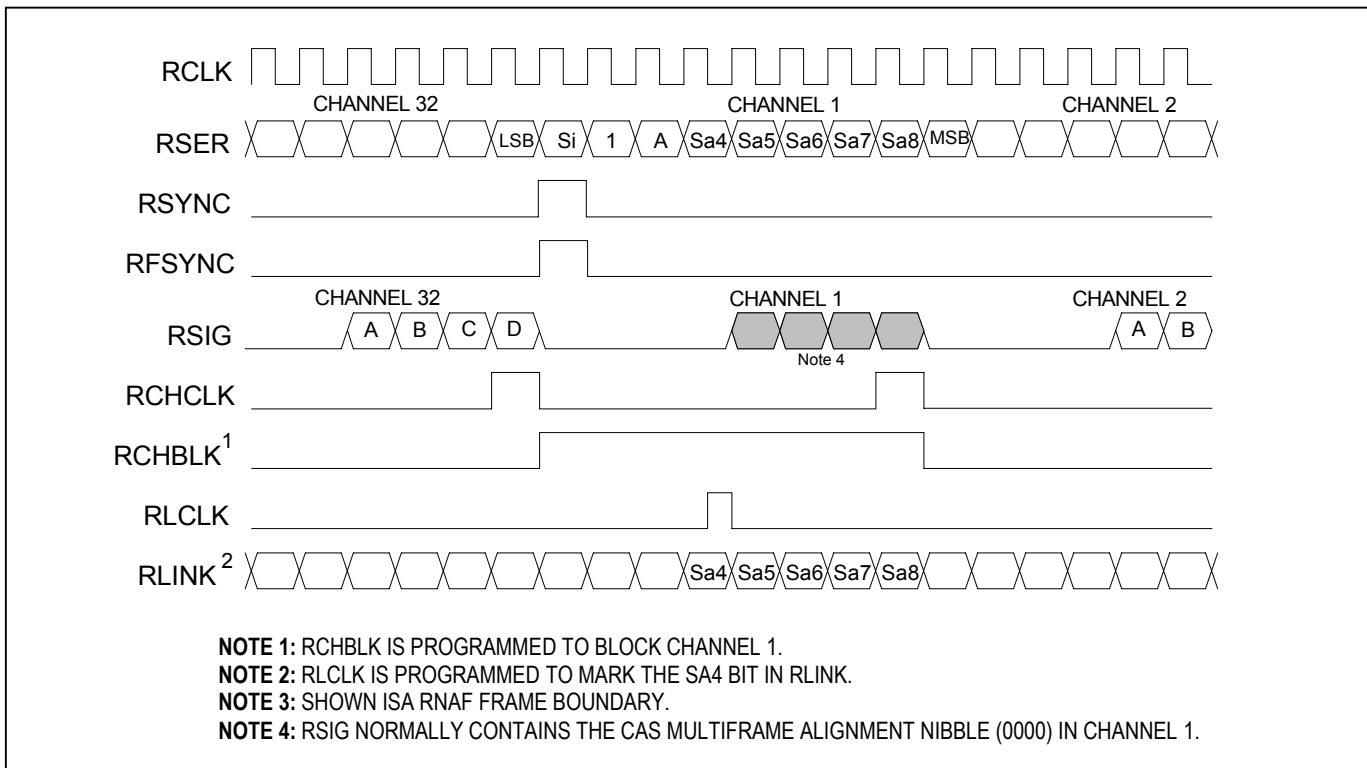 RCLK
CHANNEL 32 CHANNEL 1 CHANNEL 2
RSER LSB Si 1 A Sa4 Sa5 Sa6 Sa7 Sa8 MSB
RSYNC
RFSYNC
CHANNEL 32 CHANNEL 1 CHANNEL 2
RSIG A B C D A B
Note 4
RCHCLK
RCHBLK1
RLCLK
RLINK2 Sa4 Sa5 Sa6 Sa7 Sa8
NOTE 1: RCHBLK IS PROGRAMMED TO BLOCK CHANNEL 1.
NOTE 2: RLCLK IS PROGRAMMED TO MARK THE SA4 BIT IN RLINK.
NOTE 3: SHOWN ISA RNAF FRAME BOUNDARY.
NOTE 4: RSIG NORMALLY CONTAINS THE CAS MULTIFRAME ALIGNMENT NIBBLE (0000) IN CHANNEL 1.